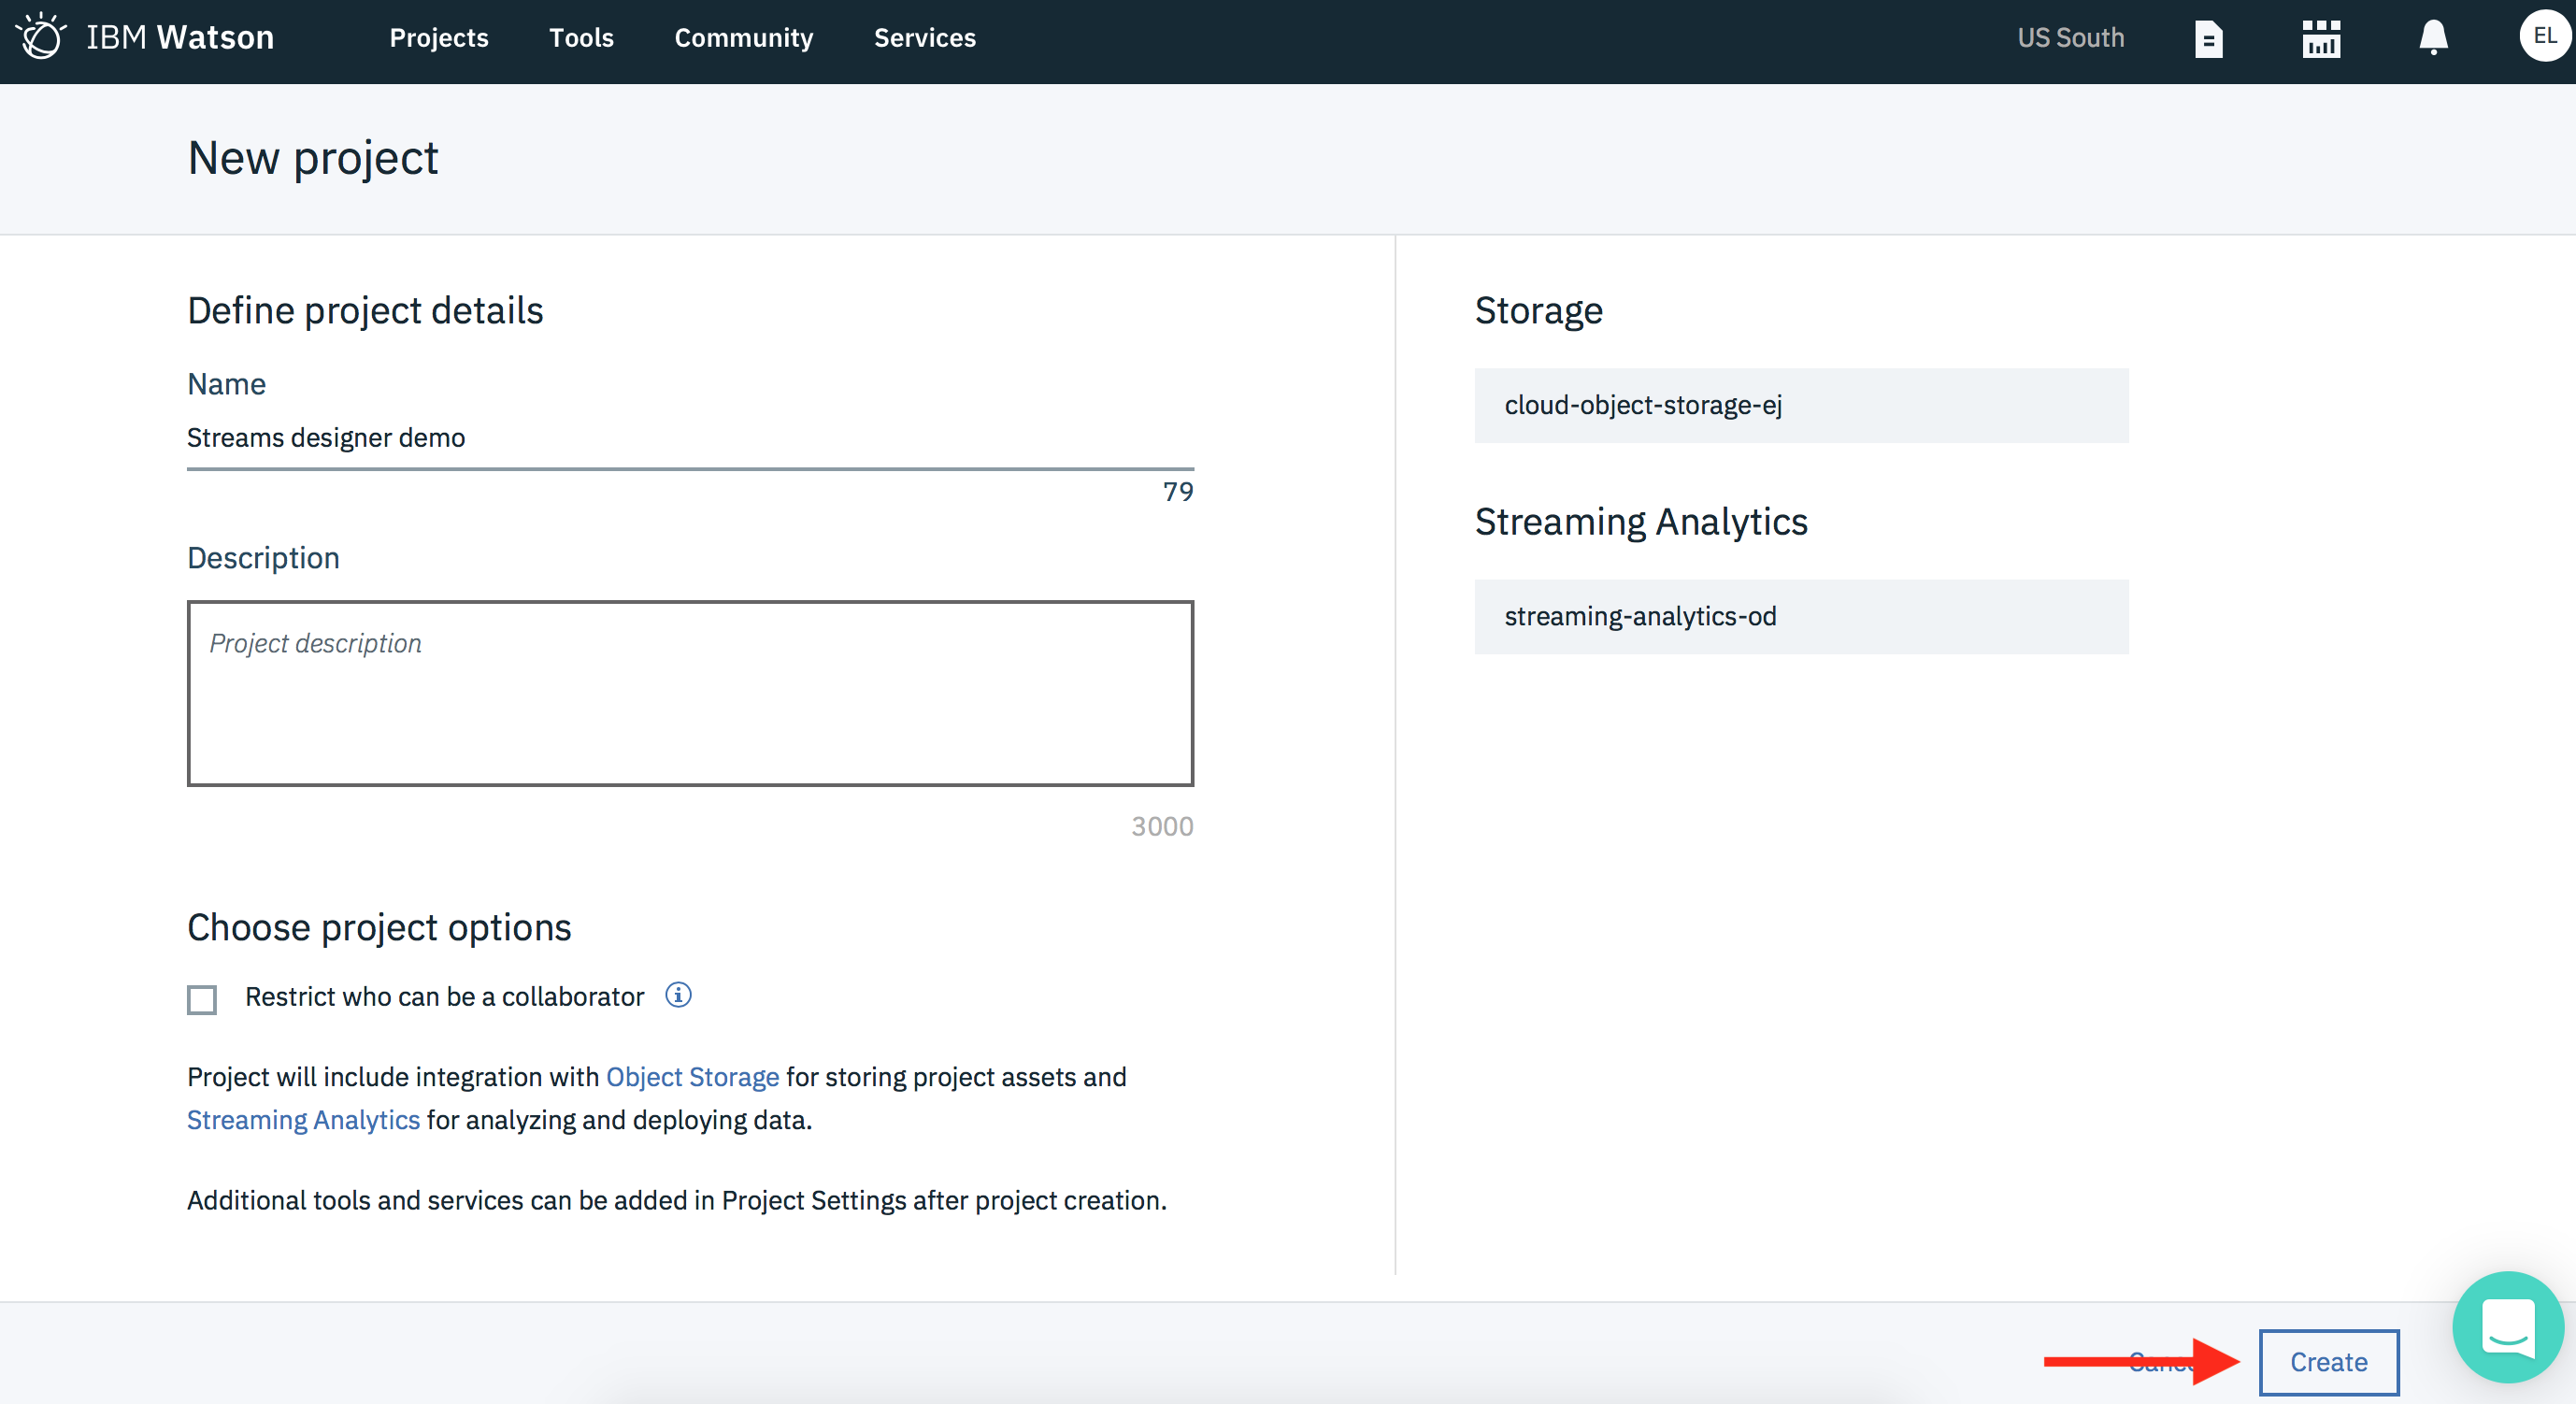 IBM Watson
Projects
Tools
Community
Services
US South
EL
New project
Define project details
Name
Streams designer demo
79
Description
Project description
3000
Choose project options
Restrict who can be a collaborator
Project will include integration with Object Storage for storing project assets and
Streaming Analytics for analyzing and deploying data.
Additional tools and services can be added in Project Settings after project creation.
Storage
cloud-object-storage-ej
Streaming Analytics
streaming-analytics-od
Create